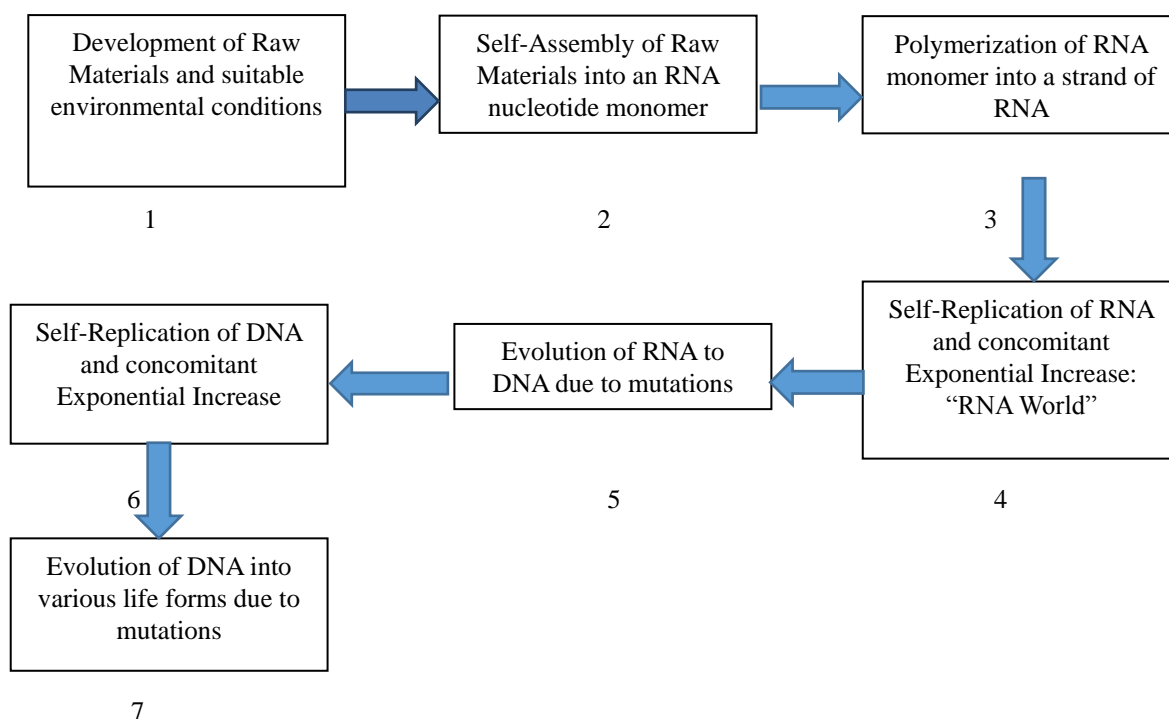 Development of Raw
Materials and suitable
environmental conditions
1
Self-Assembly of Raw
Materials into an RNA
nucleotide monomer
2
Polymerization of RNA
monomer into a strand of
RNA
3
Self-Replication of RNA
and concomitant
Exponential Increase:
“RNA World”
4
Evolution of RNA to
DNA due to mutations
5
Self-Replication of DNA
and concomitant
Exponential Increase
6
Evolution of DNA into
various life forms due to
mutations
7